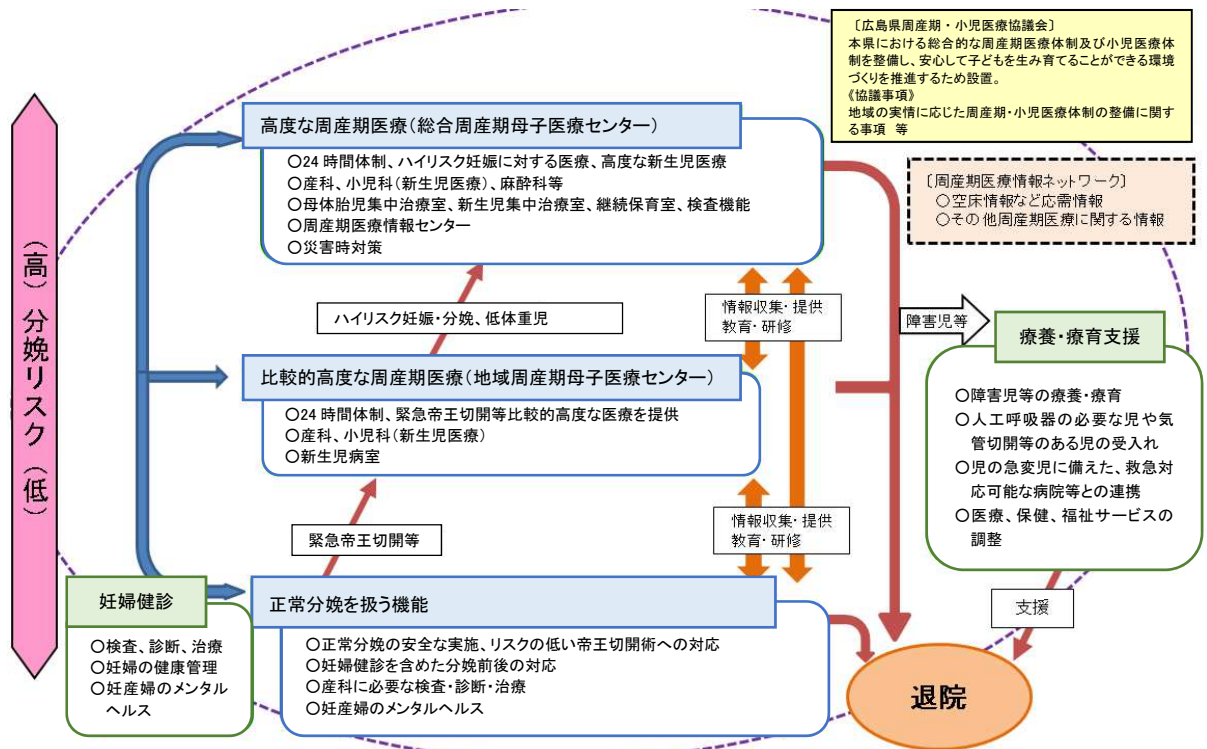 〔広島県周産期・小児医療協議会〕
本県における総合的な周産期医療体制及び小児医療体
制を整備し、安心して子どもを生み育てることができる環境
づくりを推進するため設置。
《協議事項》
地域の実情に応じた周産期・小児医療体制の整備に関す
る事項 等
(高) 分娩リスク (低)
高度な周産期医療(総合周産期母子医療センター)
○24 時間体制、ハイリスク妊娠に対する医療、高度な新生児医療
○産科、小児科(新生児医療)、麻酔科等
○母体胎児集中治療室、新生児集中治療室、継続保育室、検査機能
○周産期医療情報センター
○災害時対策
〔周産期医療情報ネットワーク〕
○空床情報など応需情報
○その他周産期医療に関する情報
ハイリスク妊娠・分娩、低体重児
情報収集・提供
教育・研修
障害児等
療養・療育支援
○障害児等の療養・療育
○人工呼吸器の必要な児や気
管切開等のある児の受入れ
○児の急変児に備えた、救急対
応可能な病院等との連携
○医療、保健、福祉サービスの
調整
比較的高度な周産期医療(地域周産期母子医療センター)
○24 時間体制、緊急帝王切開等比較的高度な医療を提供
○産科、小児科(新生児医療)
○新生児病室
緊急帝王切開等
情報収集・提供
教育・研修
妊婦健診
○検査、診断、治療
○妊婦の健康管理
○妊産婦のメンタル
ヘルス
正常分娩を扱う機能
○正常分娩の安全な実施、リスクの低い帝王切開術への対応
○妊婦健診を含めた分娩前後の対応
○産科に必要な検査・診断・治療
○妊産婦のメンタルヘルス
支援
退院